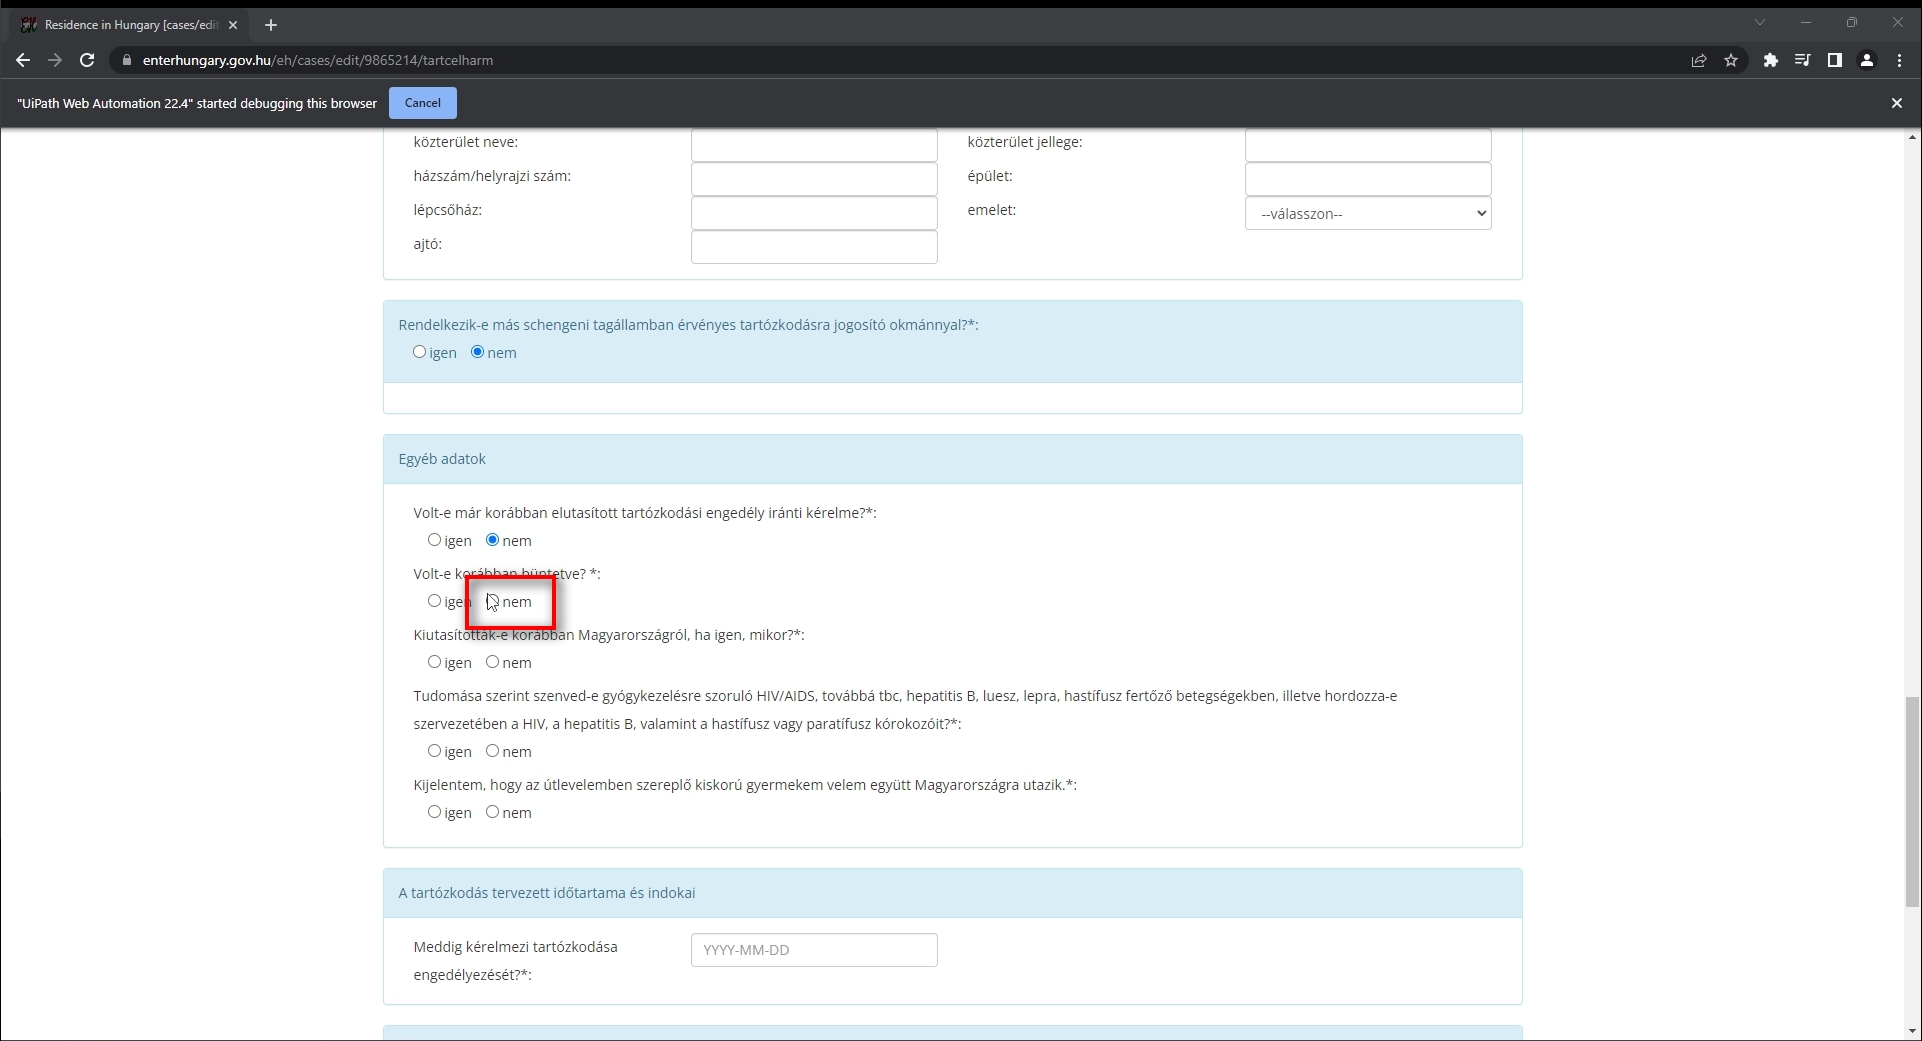 Residence in Hungary [cases/edit
enterhungary.gov.hu/eh/cases/edit/9865214/tartcelharm
"UiPath Web Automation 22.4" started debugging this browser Cancel
közterület neve: közterület jellege:
házszám/helyrajzi szám: épület:
lépcsőház: emelet: --válasszon--
ajtó:
Rendelkezik-e más schengeni tagállamban érvényes tartózkodásra jogosító okmánnyal?*:
igen nem
Egyéb adatok
Volt-e már korábban elutasított tartózkodási engedély iránti kérelme?*:
igen nem
Volt-e korábban büntetve? *:
igen nem
Kiutasították-e korábban Magyarországról, ha igen, mikor?*:
igen nem
Tudomása szerint szenved-e gyógykezelésre szoruló HIV/AIDS, továbbá tbc, hepatitis B, luesz, lepra, hastífusz fertőző betegségekben, illetve hordozza-e
szervezetében a HIV, a hepatitis B, valamint a hastífusz vagy paratífusz kórokozóit?*:
igen nem
Kijelentem, hogy az útlevelemben szereplő kiskorú gyermekem velem együtt Magyarországra utazik.*:
igen nem
A tartózkodás tervezett időtartama és indokai
Meddig kérelmezi tartózkodása YYYY-MM-DD
engedélyezését?*: